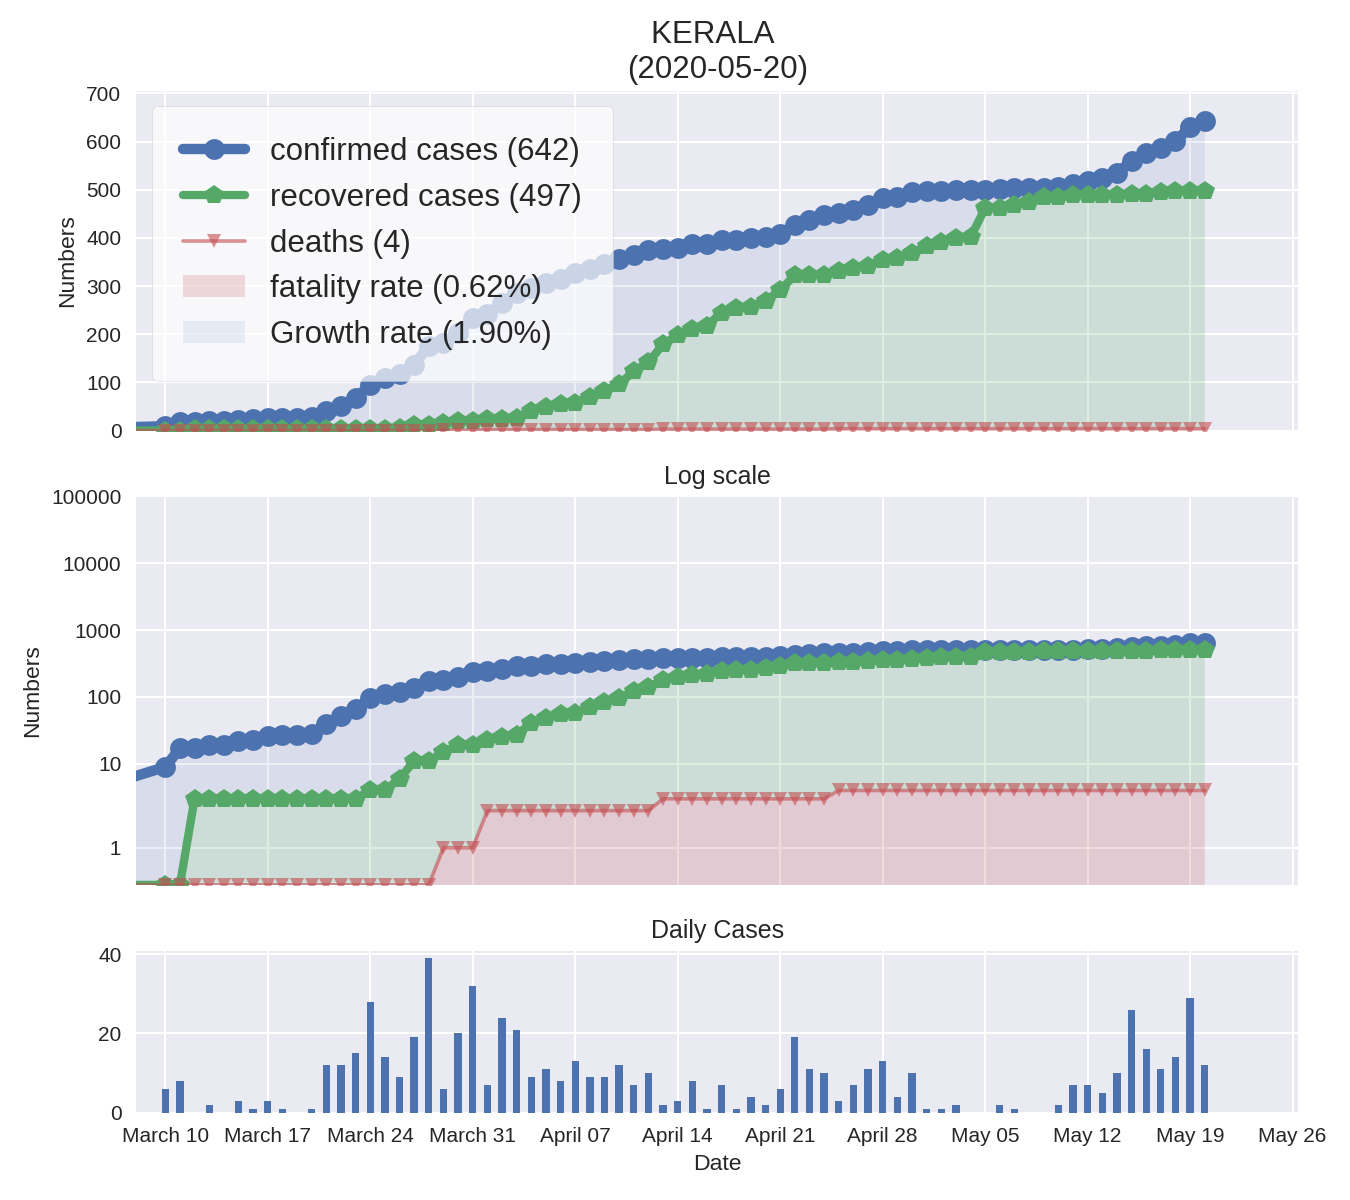 KERALA
(2020-05-20)
700
600
500
400
300
200
100
0
Numbers
confirmed cases (642)
recovered cases (497)
deaths (4)
fatality rate (0.62%)
Growth rate (1.90%)
Log scale
100000
10000
1000
100
10
1
Numbers
Daily Cases
40
20
0
March 10 March 17 March 24 March 31 April 07 April 14 April 21 April 28 May 05 May 12 May 19 May 26
Date